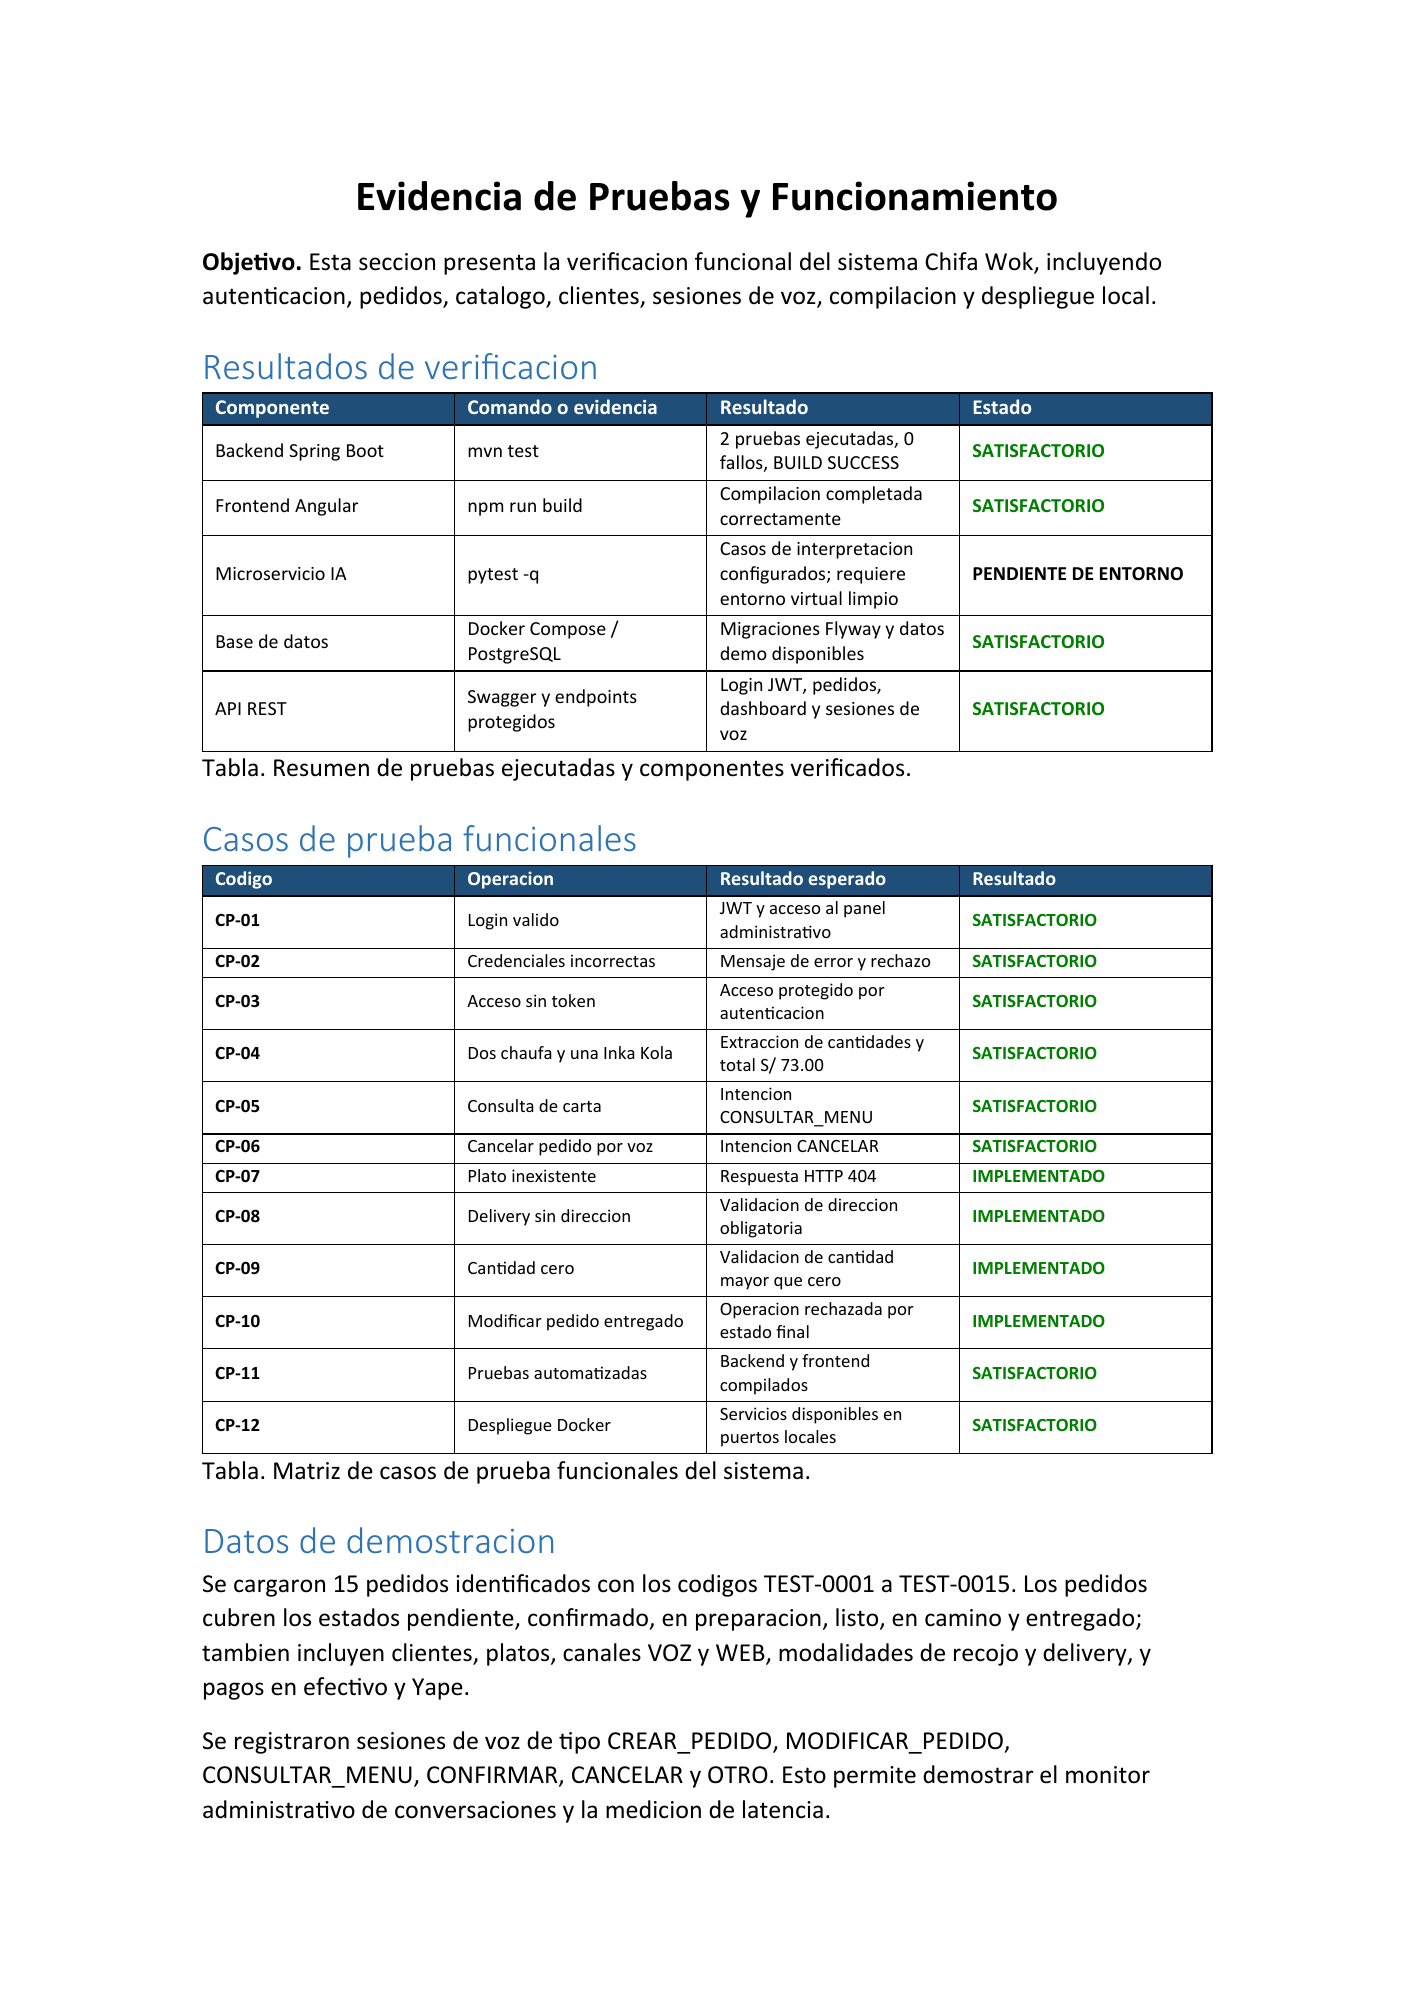 Evidencia de Pruebas y Funcionamiento
Objetivo. Esta seccion presenta la verificacion funcional del sistema Chifa Wok, incluyendo
autenticacion, pedidos, catalogo, clientes, sesiones de voz, compilacion y despliegue local.
Resultados de verificacion
Componente Comando o evidencia Resultado Estado
Backend Spring Boot mvn test 2 pruebas ejecutadas, 0
fallos, BUILD SUCCESS SATISFACTORIO
Frontend Angular npm run build Compilacion completada
correctamente SATISFACTORIO
Microservicio IA pytest -q Casos de interpretacion
configurados; requiere
entorno virtual limpio PENDIENTE DE ENTORNO
Base de datos Docker Compose /
PostgreSQL Migraciones Flyway y datos
demo disponibles SATISFACTORIO
API REST Swagger y endpoints
protegidos Login JWT, pedidos,
dashboard y sesiones de
voz SATISFACTORIO
Tabla. Resumen de pruebas ejecutadas y componentes verificados.
Casos de prueba funcionales
Codigo Operacion Resultado esperado Resultado
CP-01 Login valido JWT y acceso al panel
administrativo SATISFACTORIO
CP-02 Credenciales incorrectas Mensaje de error y rechazo SATISFACTORIO
CP-03 Acceso sin token Acceso protegido por
autenticacion SATISFACTORIO
CP-04 Dos chaufa y una Inka Kola Extraccion de cantidades y
total S/ 73.00 SATISFACTORIO
CP-05 Consulta de carta Intencion
CONSULTAR_MENU SATISFACTORIO
CP-06 Cancelar pedido por voz Intencion CANCELAR SATISFACTORIO
CP-07 Plato inexistente Respuesta HTTP 404 IMPLEMENTADO
CP-08 Delivery sin direccion Validacion de direccion
obligatoria IMPLEMENTADO
CP-09 Cantidad cero Validacion de cantidad
mayor que cero IMPLEMENTADO
CP-10 Modificar pedido entregado Operacion rechazada por
estado final IMPLEMENTADO
CP-11 Pruebas automatizadas Backend y frontend
compilados SATISFACTORIO
CP-12 Despliegue Docker Servicios disponibles en
puertos locales SATISFACTORIO
Tabla. Matriz de casos de prueba funcionales del sistema.
Datos de demostracion
Se cargaron 15 pedidos identificados con los codigos TEST-0001 a TEST-0015. Los pedidos
cubren los estados pendiente, confirmado, en preparacion, listo, en camino y entregado;
tambien incluyen clientes, platos, canales VOZ y WEB, modalidades de recojo y delivery, y
pagos en efectivo y Yape.
Se registraron sesiones de voz de tipo CREAR_PEDIDO, MODIFICAR_PEDIDO,
CONSULTAR_MENU, CONFIRMAR, CANCELAR y OTRO. Esto permite demostrar el monitor
administrativo de conversaciones y la medicion de latencia.